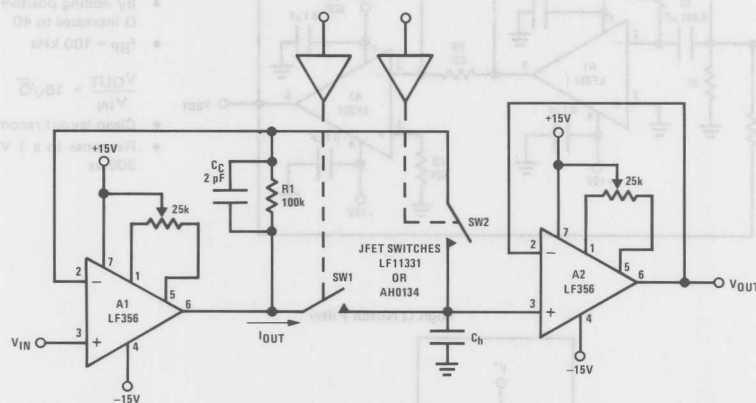 +15V
C_C
2 pF
R1
100k
25k
7
2
1
5
A1
LF356
6
3
4
V_IN
–15V
I_OUT
SW1
SW2
JFET SWITCHES
LF11331
OR
AH0134
C_h
+15V
25k
7
2
1
5
A2
LF356
6
3
4
V_OUT
–15V